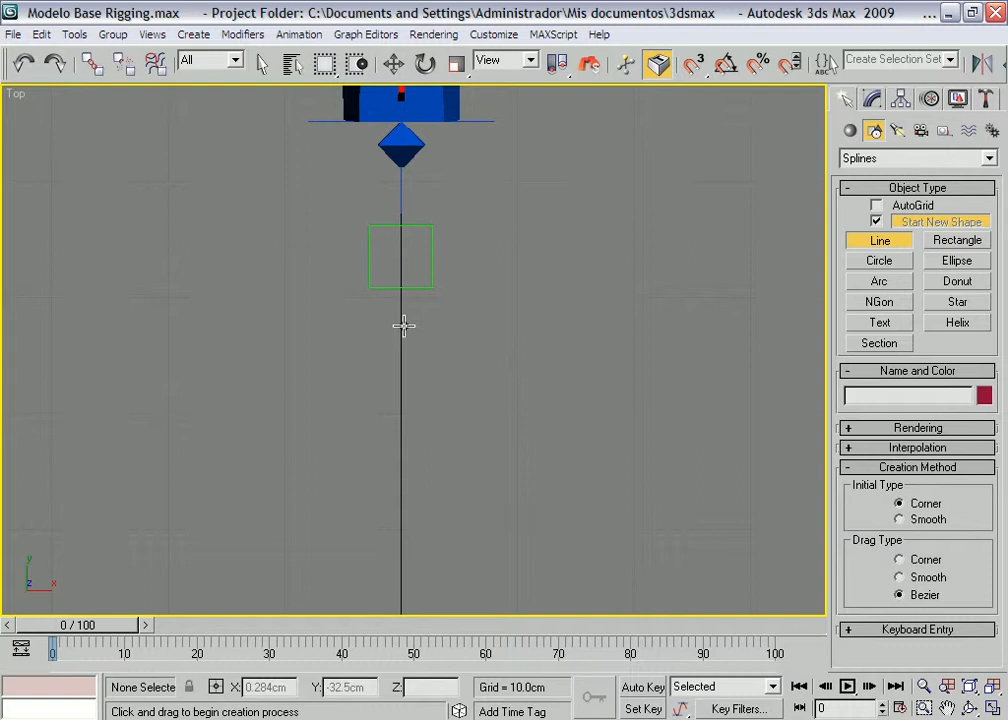 Modelo Base Rigging.max - Project Folder: C:\Documents and Settings\Administrador\Mis documentos\3dsmax - Autodesk 3ds Max 2009 ...
File Edit Tools Group Views Create Modifiers Animation Graph Editors Rendering Customize MAXScript Help
All View 3 % ABC Create Selection Set
Top
Splines
- Object Type
AutoGrid
Start New Shape
Line Rectangle
Circle Ellipse
Arc Donut
NGon Star
Text Helix
Section
- Name and Color
+ Rendering
+ Interpolation
- Creation Method
Initial Type
Corner
Smooth
Drag Type
Corner
Smooth
Bezier
+ Keyboard Entry
y
z x
< 0 / 100 >
0 10 20 30 40 50 60 70 80 90 100
None Selecte X: 0.284cm Y: -32.5cm Z: Grid = 10.0cm Auto Key Selected
Click and drag to begin creation process Add Time Tag Set Key Key Filters... 0